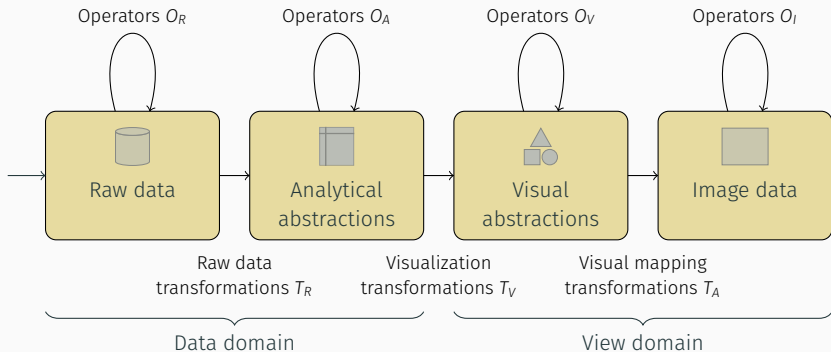 Operators O_R
Operators O_A
Operators O_V
Operators O_I
Raw data
Analytical
abstractions
Visual
abstractions
Image data
Raw data
transformations T_R
Visualization
transformations T_V
Visual mapping
transformations T_A
Data domain
View domain